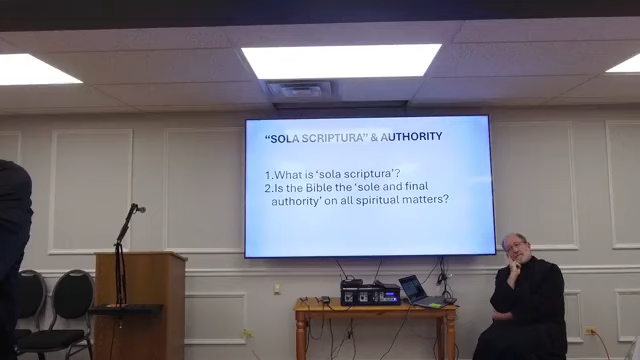 “SOLA SCRIPTURA” & AUTHORITY
1.What is ‘sola scriptura’?
2.Is the Bible the ‘sole and final
authority’ on all spiritual matters?